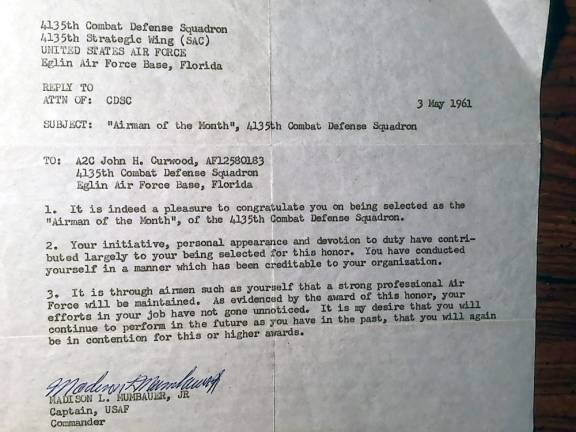 4135th Combat Defense Squadron
4135th Strategic Wing (SAC)
UNITED STATES AIR FORCE
Eglin Air Force Base, Florida
REPLY TO
ATTN OF: CDSC
3 May 1961
SUBJECT: "Airman of the Month", 4135th Combat Defense Squadron
TO: A2C John H. Curwood, AF12580183
4135th Combat Defense Squadron
Eglin Air Force Base, Florida
1. It is indeed a pleasure to congratulate you on being selected as the
"Airman of the Month", of the 4135th Combat Defense Squadron.
2. Your initiative, personal appearance and devotion to duty have contri-
buted largely to your being selected for this honor. You have conducted
yourself in a manner which has been creditable to your organization.
3. It is through airmen such as yourself that a strong professional Air
Force will be maintained. As evidenced by the award of this honor, your
efforts in your job have not gone unnoticed. It is my desire that you will
continue to perform in the future as you have in the past, that you will again
be in contention for this or higher awards.
Madison L Mumbauer Jr
MADISON L. MUMBAUER, JR
Captain, USAF
Commander